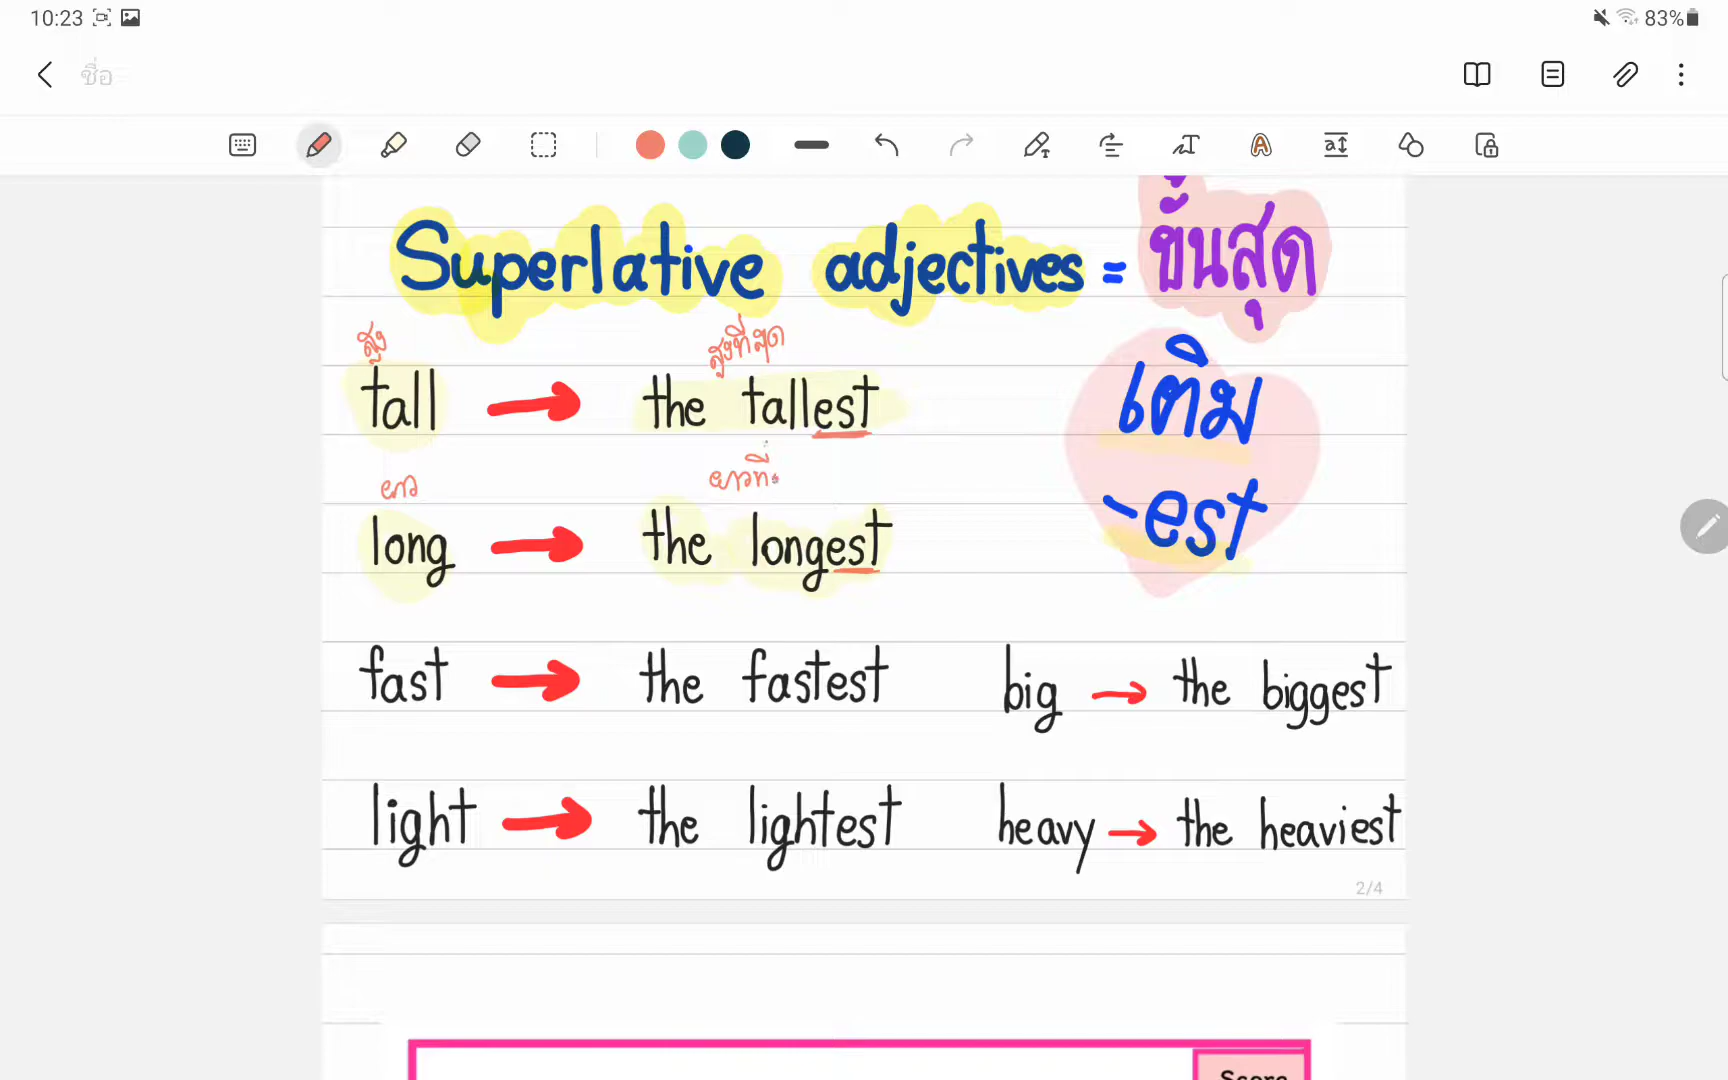 10:23 83%
ชื่อ
Superlative adjectives = ขั้นสุด
สูง สูงที่สุด
tall → the tallest เติม
ยาว ยาวที่
long → the longest -est
fast → the fastest big → the biggest
light → the lightest heavy → the heaviest
2/4
Score